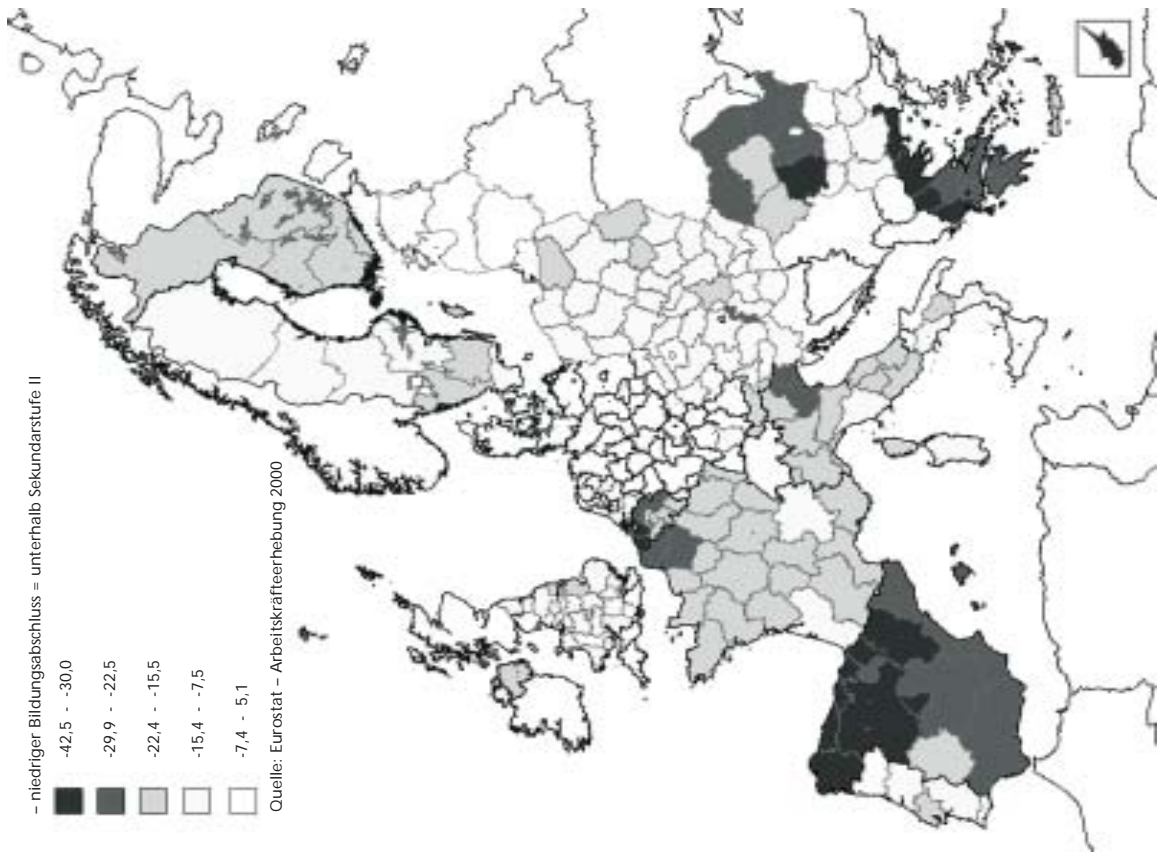 – niedriger Bildungsabschluss = unterhalb Sekundarstufe II
-42,5 - -30,0
-29,9 - -22,5
-22,4 - -15,5
-15,4 - -7,5
-7,4 - 5,1
Quelle: Eurostat – Arbeitskräfteerhebung 2000